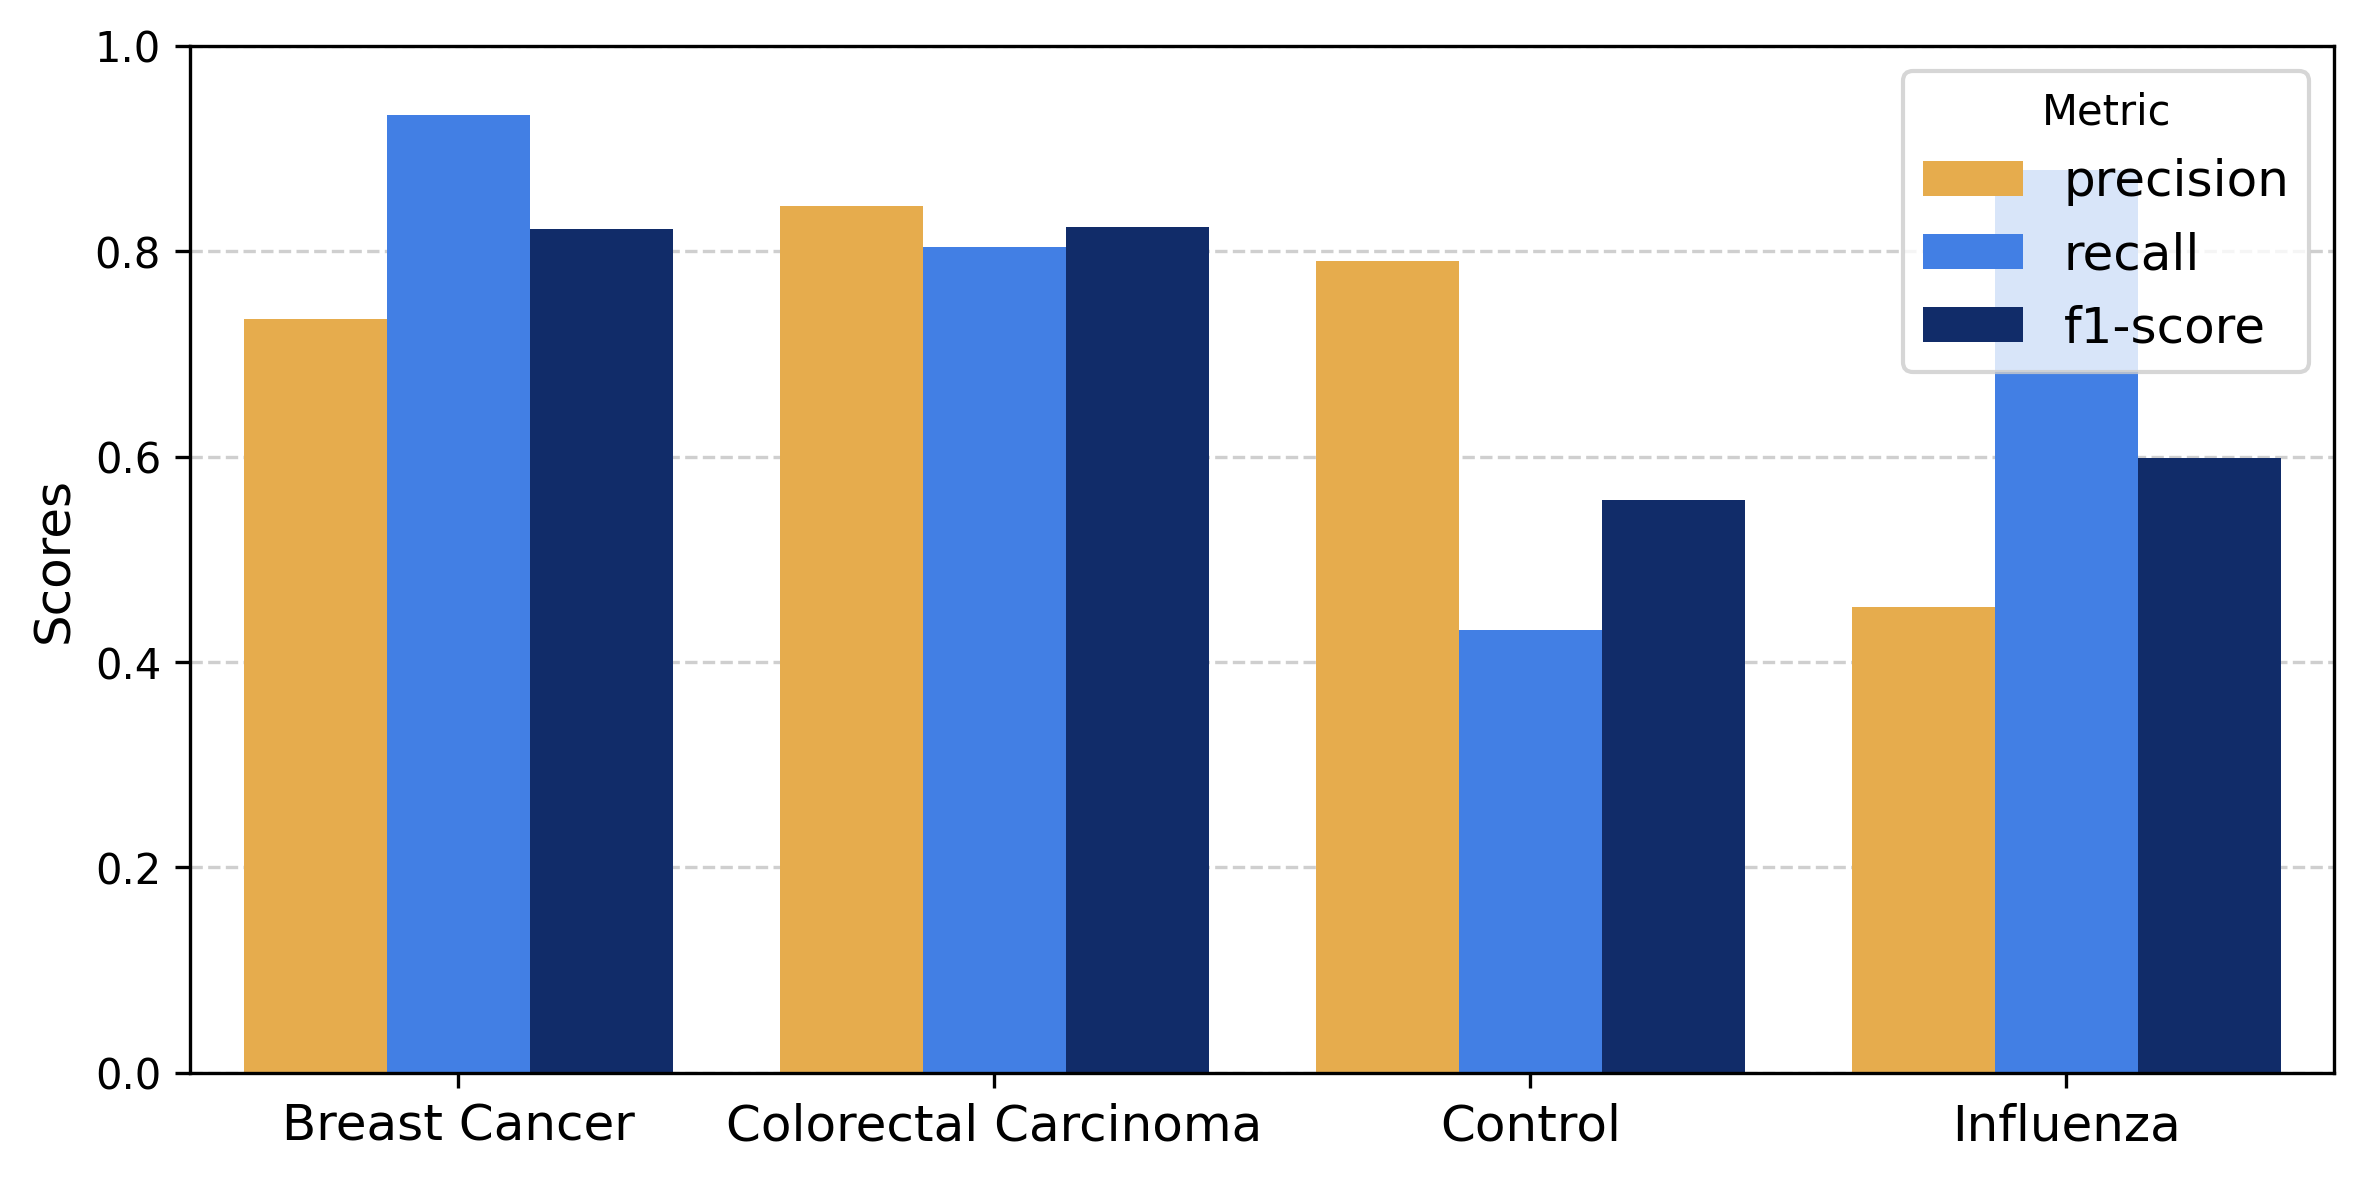 1.0
0.8
0.6
0.4
0.2
0.0
Scores
Metric
precision
recall
f1-score
Breast Cancer
Colorectal Carcinoma
Control
Influenza